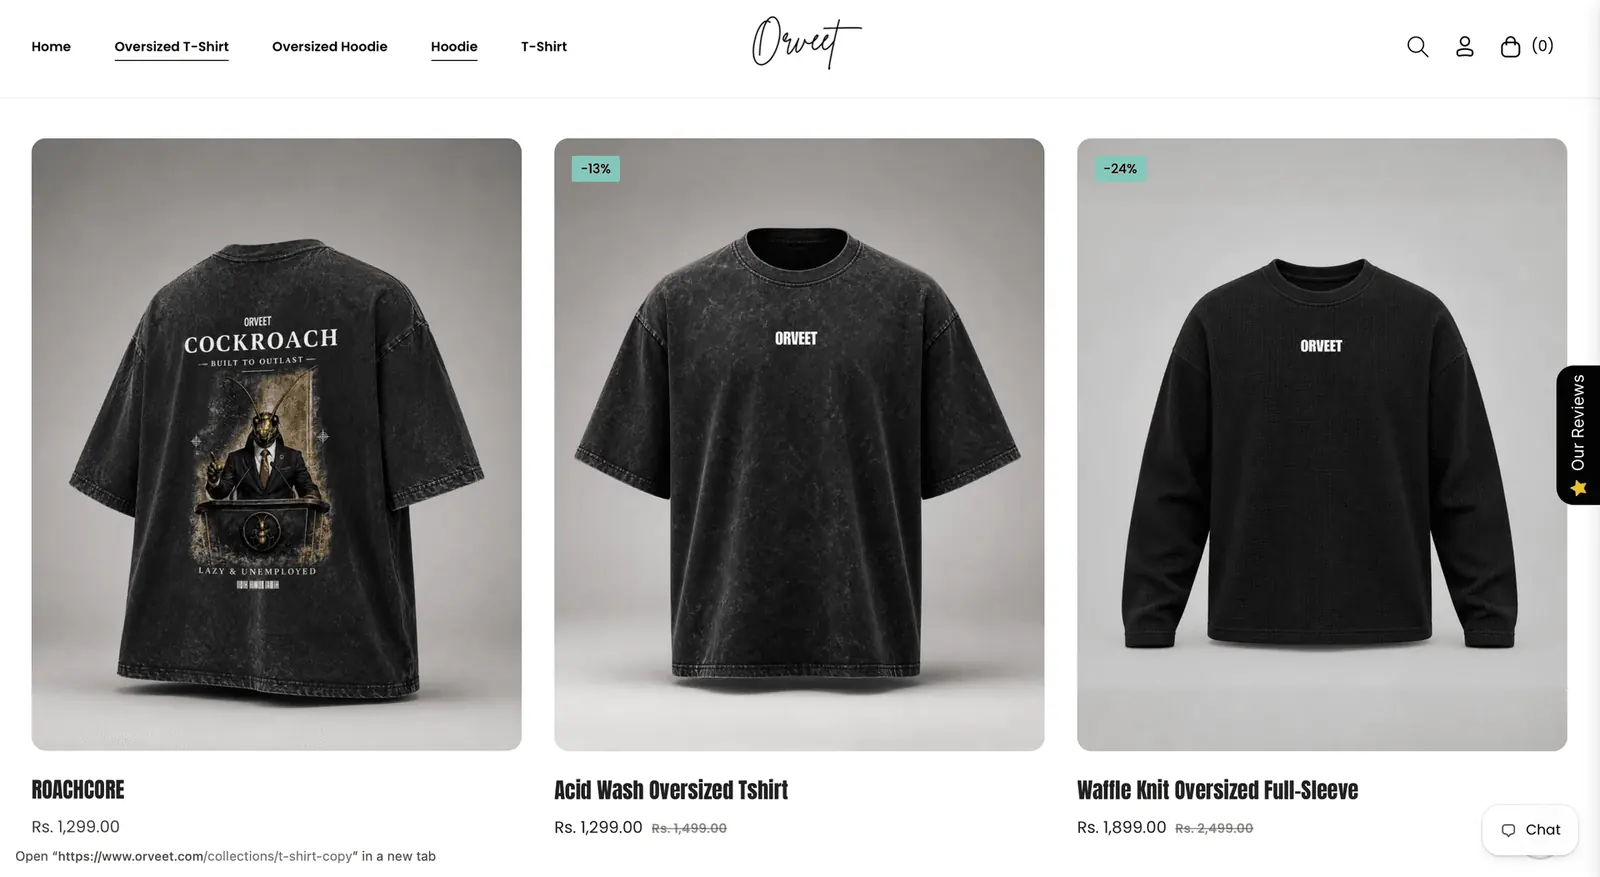 Home
Oversized T-Shirt
Oversized Hoodie
Hoodie
T-Shirt
Orveet
(0)
ORVEET
COCKROACH
BUILT TO OUTLAST
LAZY & UNEMPLOYED
-13%
ORVEET
-24%
ORVEET
Our Reviews
ROACHCORE
Rs. 1,299.00
Acid Wash Oversized Tshirt
Rs. 1,299.00 Rs. 1,499.00
Waffle Knit Oversized Full-Sleeve
Rs. 1,899.00 Rs. 2,499.00
Chat
Open “https://www.orveet.com/collections/t-shirt-copy” in a new tab